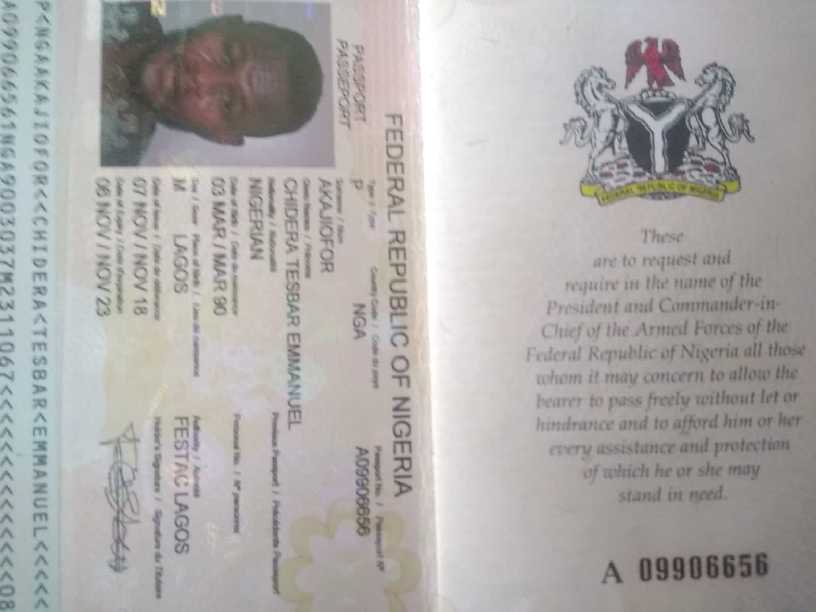 FEDERAL REPUBLIC OF NIGERIA
These
are to request and
require in the name of the
President and Commander-in-
Chief of the Armed Forces of the
Federal Republic of Nigeria all those
whom it may concern to allow the
bearer to pass freely without let or
hindrance and to afford him or her
every assistance and protection
of which he or she may
stand in need.
A 09906656
FEDERAL REPUBLIC OF NIGERIA
PASSPORT
PASSEPORT
Type / Type
Country Code / Code du pays
Passport No. / Passeport N°
P
NGA
A09906656
Surname / Nom
AKAJIOFOR
Given Names / Prénoms
CHIDERA TESBAR EMMANUEL
Nationality / Nationalité
Previous Passport / Précédente Passeport
NIGERIAN
Date of Birth / Date de naissance
Personal No. / N° personne
03 MAR / MAR 90
Sex / Sexe
Place of Birth / Lieu de naissance
Authority / Autorité
M
LAGOS
FESTAC LAGOS
Date of Issue / Date de délivrance
Holder's Signature / Signature du Titulaire
07 NOV / NOV 18
Date of Expiry / Date d'expiration
06 NOV / NOV 23
P<NGAAKAJIOFOR<<CHIDERA<TESBAR<EMMANUEL<<<<<
A099066561NGA9003037M2311067<<<<<<<<<<<<<<08